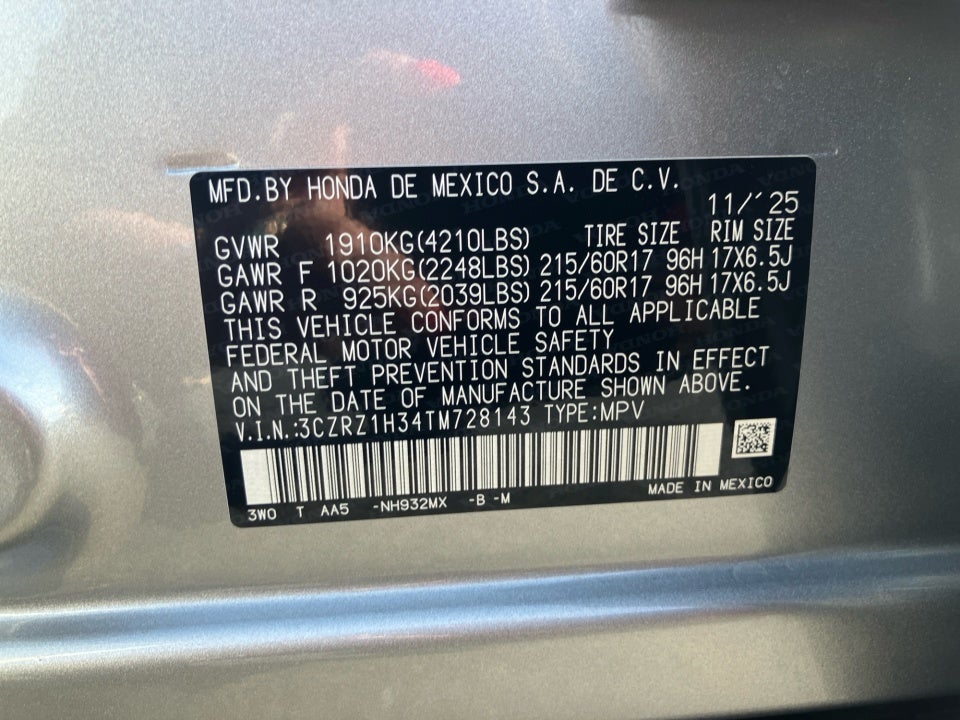 MFD.BY HONDA DE MEXICO S.A. DE C.V.
11/'25
GVWR 1910KG(4210LBS) TIRE SIZE RIM SIZE
GAWR F 1020KG(2248LBS) 215/60R17 96H 17X6.5J
GAWR R 925KG(2039LBS) 215/60R17 96H 17X6.5J
THIS VEHICLE CONFORMS TO ALL APPLICABLE
FEDERAL MOTOR VEHICLE SAFETY
AND THEFT PREVENTION STANDARDS IN EFFECT
ON THE DATE OF MANUFACTURE SHOWN ABOVE.
V.I.N.:3CZRZ1H34TM728143 TYPE:MPV
3W0 T AA5 -NH932MX -B -M MADE IN MEXICO